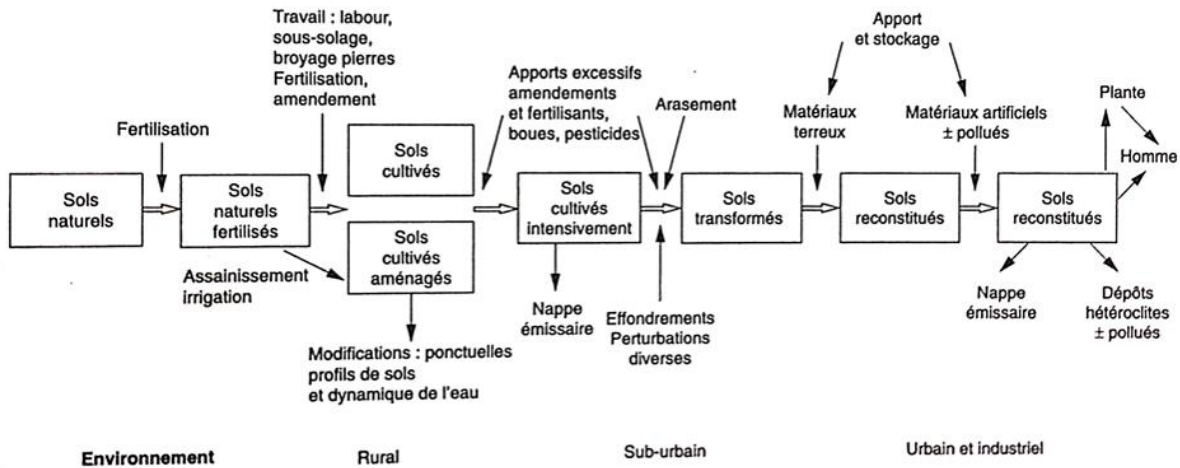 Travail : labour,
sous-solage,
broyage pierres
Fertilisation,
amendement
Apport
et stockage
Apports excessifs
amendements
et fertilisants,
boues, pesticides
Arasement
Plante
Matériaux
terreux
Matériaux artificiels
± pollués
Fertilisation
Homme
Sols
cultivés
Sols
naturels
Sols
naturels
fertilisés
Sols
cultivés
aménagés
Sols
cultivés
intensivement
Sols
transformés
Sols
reconstitués
Sols
reconstitués
Assainissement
irrigation
Nappe
émissaire
Effondrements
Perturbations
diverses
Nappe
émissaire
Dépôts
hétéroclites
± pollués
Modifications : ponctuelles
profils de sols
et dynamique de l'eau
Environnement
Rural
Sub-urbain
Urbain et industriel